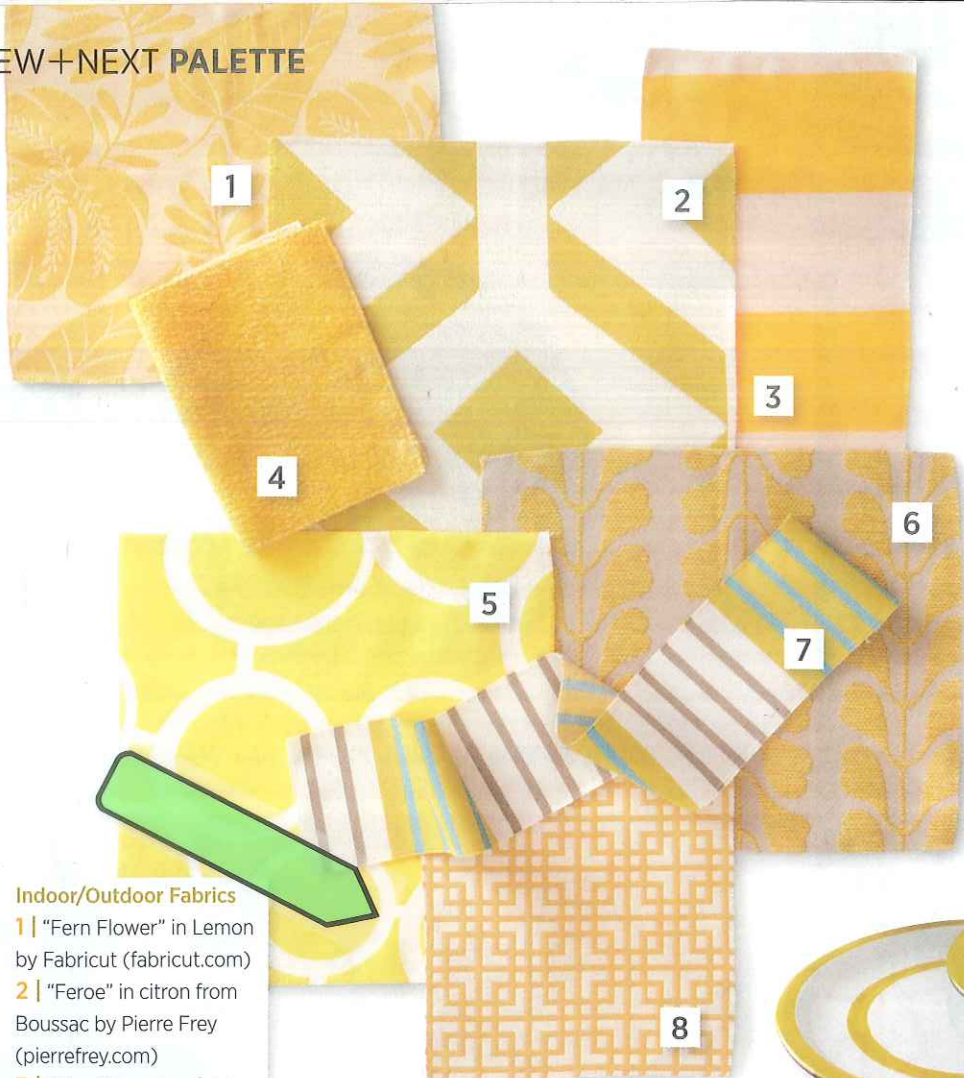 EW+NEXT PALETTE
1
2
3
4
5
6
7
8
Indoor/Outdoor Fabrics
1 | "Fern Flower" in Lemon
by Fabricut (fabricut.com)
2 | "Feroe" in citron from
Boussac by Pierre Frey
(pierrefrey.com)